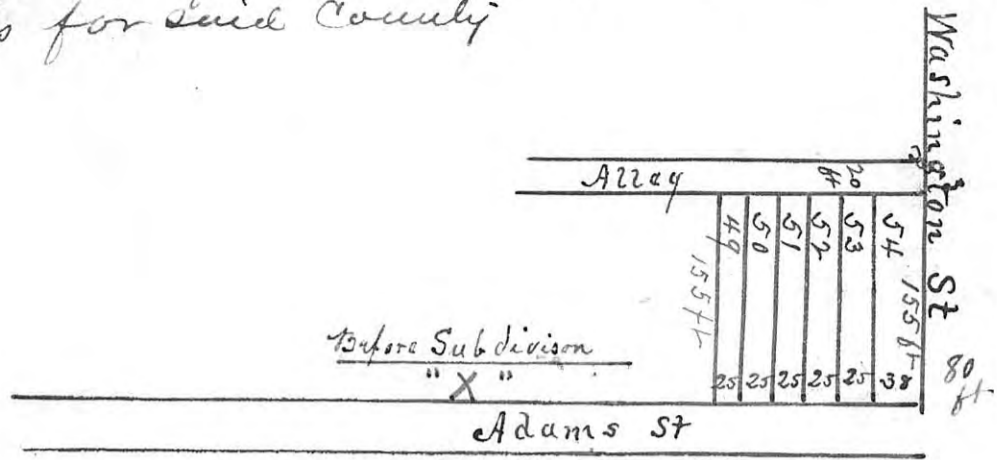 s for said County
Washington St
Alley
20
ft
49
50
51
52
53
54
155 ft
155 ft
Before Subdivison
" X "
25 25 25 25 25 38
80
ft
Adams St